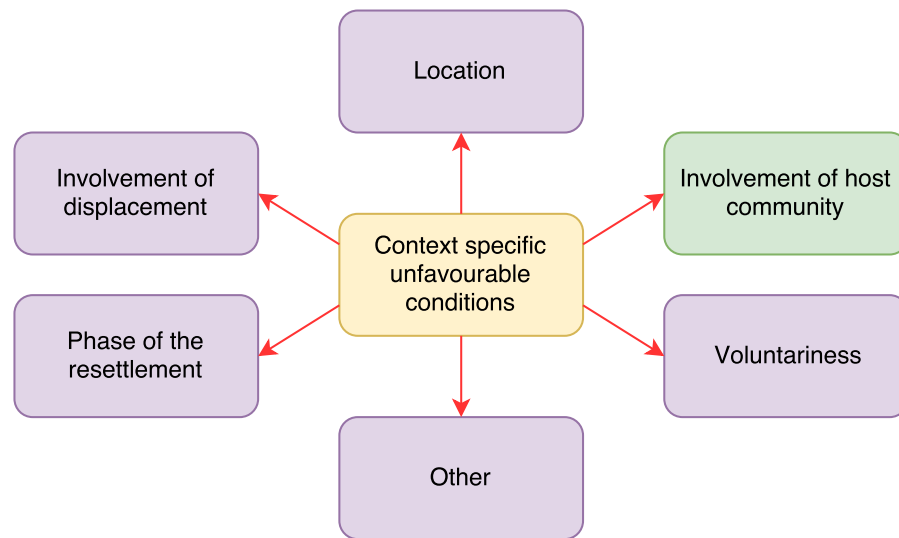 Location
Involvement of
displacement
Involvement of host
community
Context specific
unfavourable
conditions
Phase of the
resettlement
Voluntariness
Other